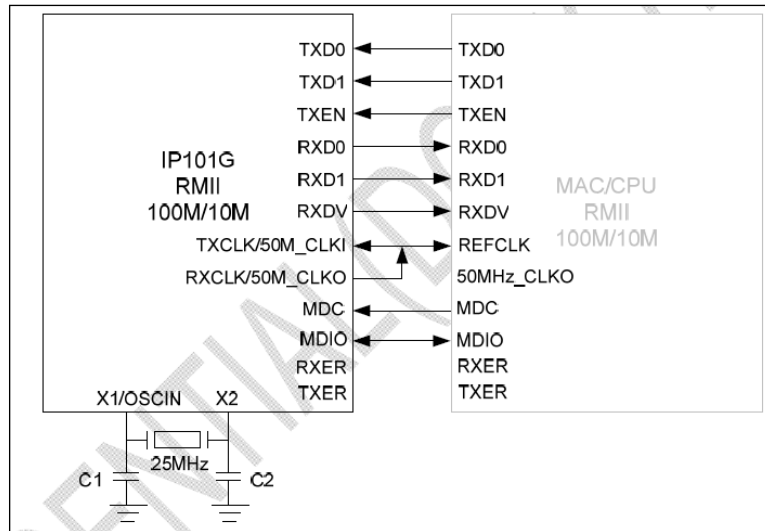 TXD0 TXD0
TXD1 TXD1
TXEN TXEN
RXD0 RXD0
IP101G
RMII
100M/10M
RXD1 RXD1
MAC/CPU
RMII
100M/10M
RXDV RXDV
TXCLK/50M_CLKI REFCLK
RXCLK/50M_CLKO 50MHz_CLKO
MDC MDC
MDIO MDIO
RXER RXER
TXER TXER
X1/OSCIN X2
25MHz
C1 C2